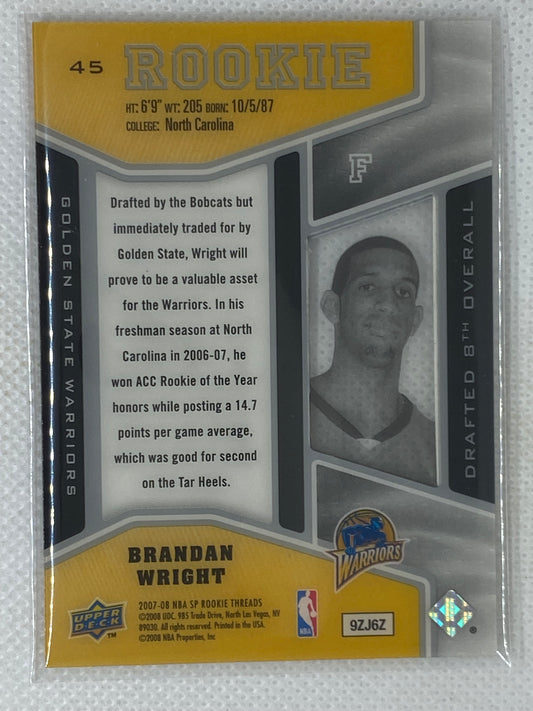 45 ROOKIE
HT: 6'9" WT: 205 BORN: 10/5/87
COLLEGE: North Carolina
F
GOLDEN STATE WARRIORS
Drafted by the Bobcats but
immediately traded for by
Golden State, Wright will
prove to be a valuable asset
for the Warriors. In his
freshman season at North
Carolina in 2006-07, he
won ACC Rookie of the Year
honors while posting a 14.7
points per game average,
which was good for second
on the Tar Heels.
DRAFTED 8TH OVERALL
BRANDAN
WRIGHT
WARRIORS
UPPER
DECK
TM
2007-08 NBA SP ROOKIE THREADS
©2008 UDC. 985 Trade Drive, North Las Vegas, NV
89030. All rights reserved. Printed in the USA.
©2008 NBA Properties, Inc.
NBA
9ZJ6Z
®